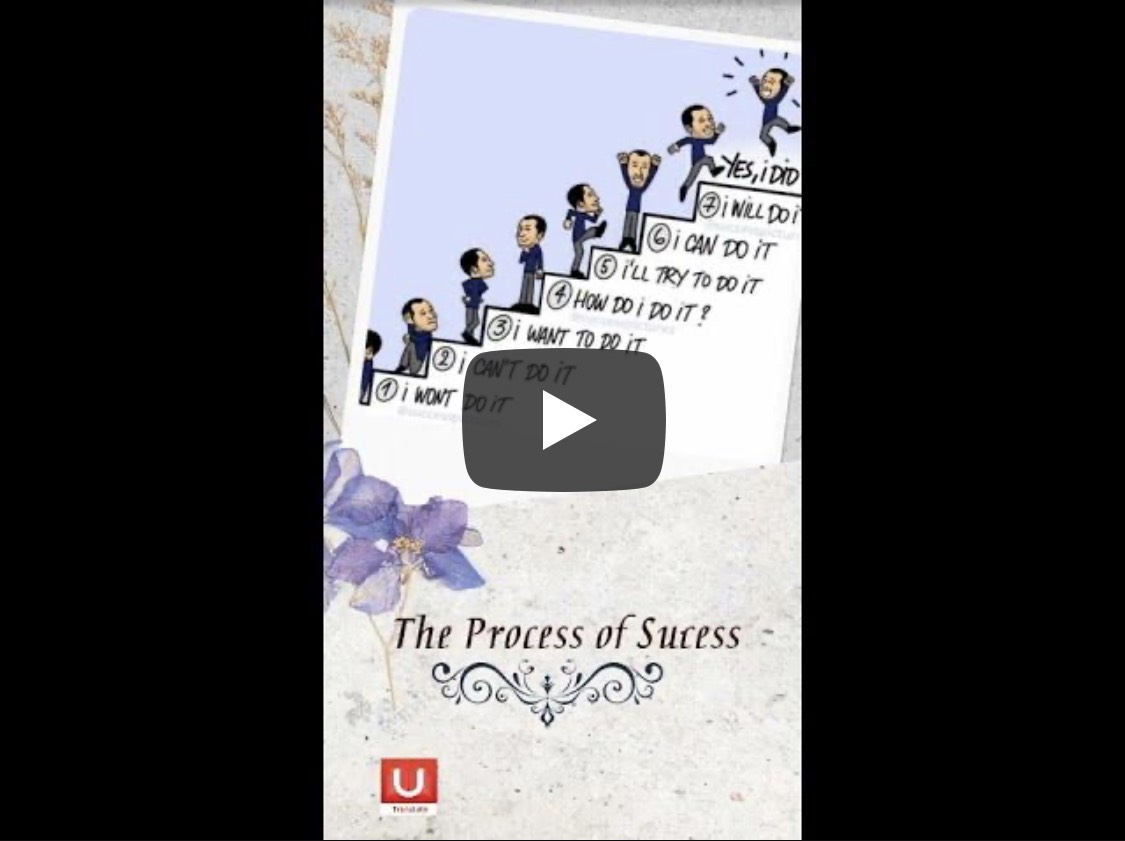 YES, i DiD
⑦ i WiLL DO i
⑥ i CAN DO iT
⑤ i'LL TRY TO DO iT
④ HOW DO i DO iT ?
③ i WANT TO DO iT
② i CAN'T DO iT
① i WONT DO iT
The Process of Sucess
U
Translate